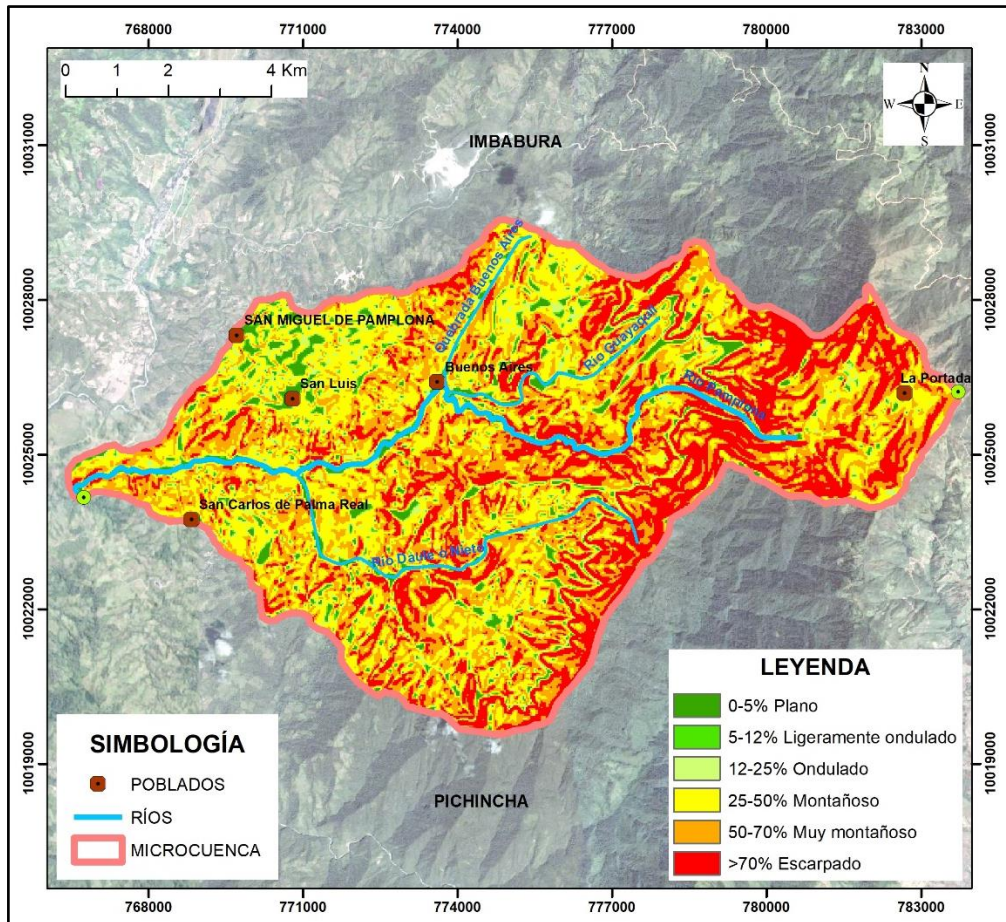 768000 771000 774000 777000 780000 783000
0 1 2 4 Km
N
W E
S
10031000 10031000
IMBABURA
Quebrada Buenos Aires
10028000 10028000
SAN MIGUEL DE PAMPLONA
Río Guayagal
Buenos Aires
San Luis
Río Pamplona
La Portada
10025000 10025000
San Carlos de Palma Real
Río Daule o Nieto
10022000 10022000
LEYENDA
0-5% Plano
5-12% Ligeramente ondulado
12-25% Ondulado
25-50% Montañoso
50-70% Muy montañoso
>70% Escarpado
SIMBOLOGÍA
POBLADOS
RÍOS
MICROCUENCA
10019000 10019000
PICHINCHA
768000 771000 774000 777000 780000 783000